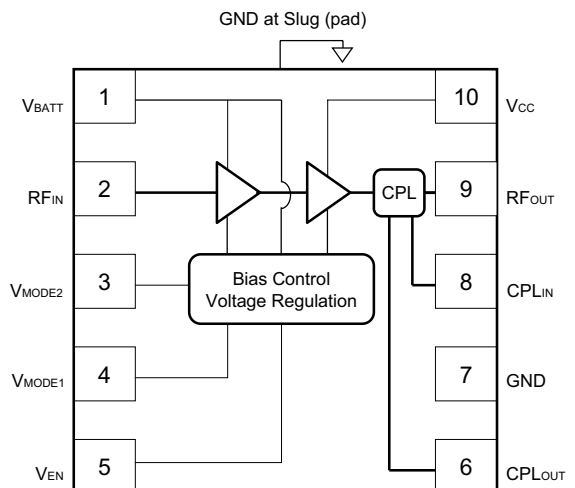 GND at Slug (pad)
VBATT 1 10 VCC
RFIN 2 CPL 9 RFOUT
VMODE2 3 Bias Control
Voltage Regulation 8 CPLIN
VMODE1 4 7 GND
VEN 5 6 CPLOUT